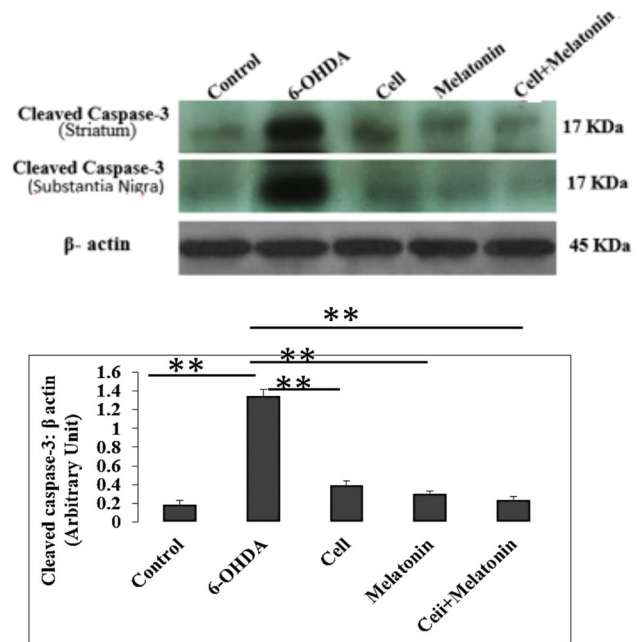 Control 6-OHDA Cell Melatonin Cell+Melatonin
Cleaved Caspase-3
(Striatum)
17 KDa
Cleaved Caspase-3
(Substantia Nigra)
17 KDa
β- actin
45 KDa
**
**
**
**
Cleaved caspase-3: β actin
(Arbitrary Unit)
1.6
1.4
1.2
1
0.8
0.6
0.4
0.2
0
Control 6-OHDA Cell Melatonin Ceii+Melatonin